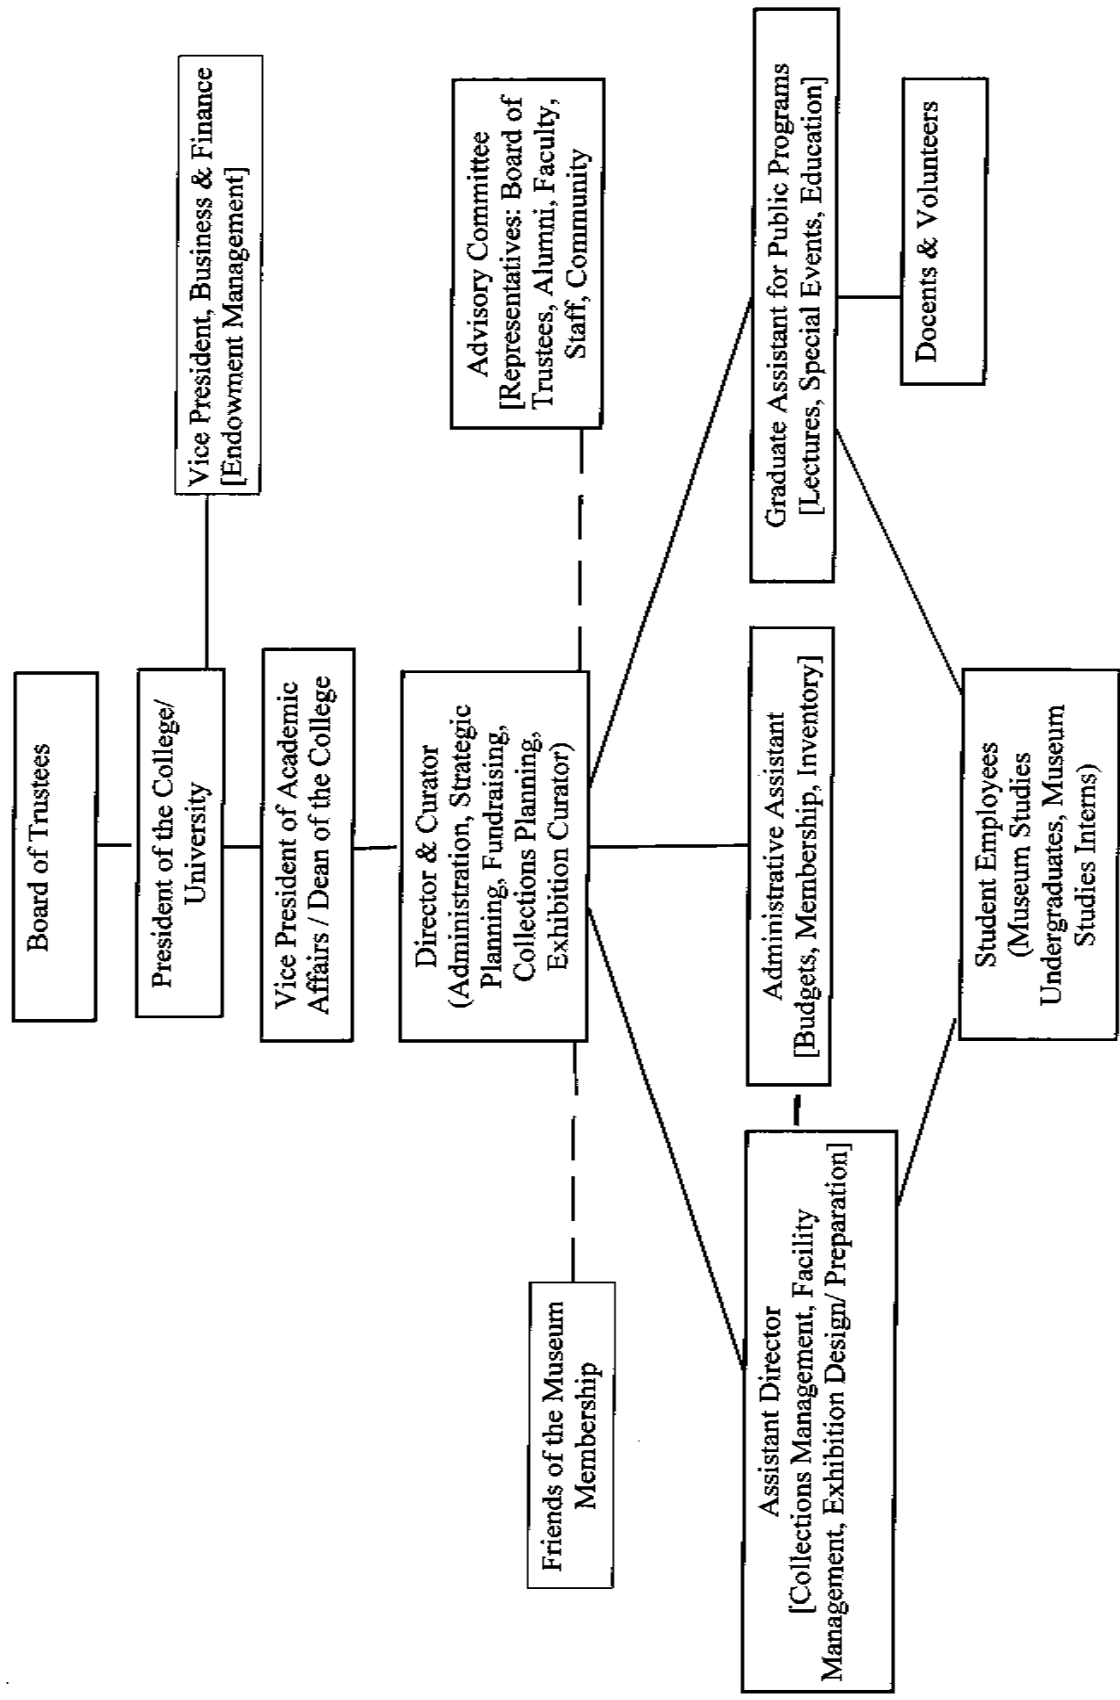 Board of Trustees
President of the College/
University
Vice President, Business & Finance
[Endowment Management]
Vice President of Academic
Affairs / Dean of the College
Director & Curator
(Administration, Strategic
Planning, Fundraising,
Collections Planning,
Exhibition Curator)
Advisory Committee
[Representatives: Board of
Trustees, Alumni, Faculty,
Staff, Community
Friends of the Museum
Membership
Assistant Director
[Collections Management, Facility
Management, Exhibition Design/ Preparation]
Administrative Assistant
[Budgets, Membership, Inventory]
Graduate Assistant for Public Programs
[Lectures, Special Events, Education]
Docents & Volunteers
Student Employees
(Museum Studies
Undergraduates, Museum
Studies Interns)